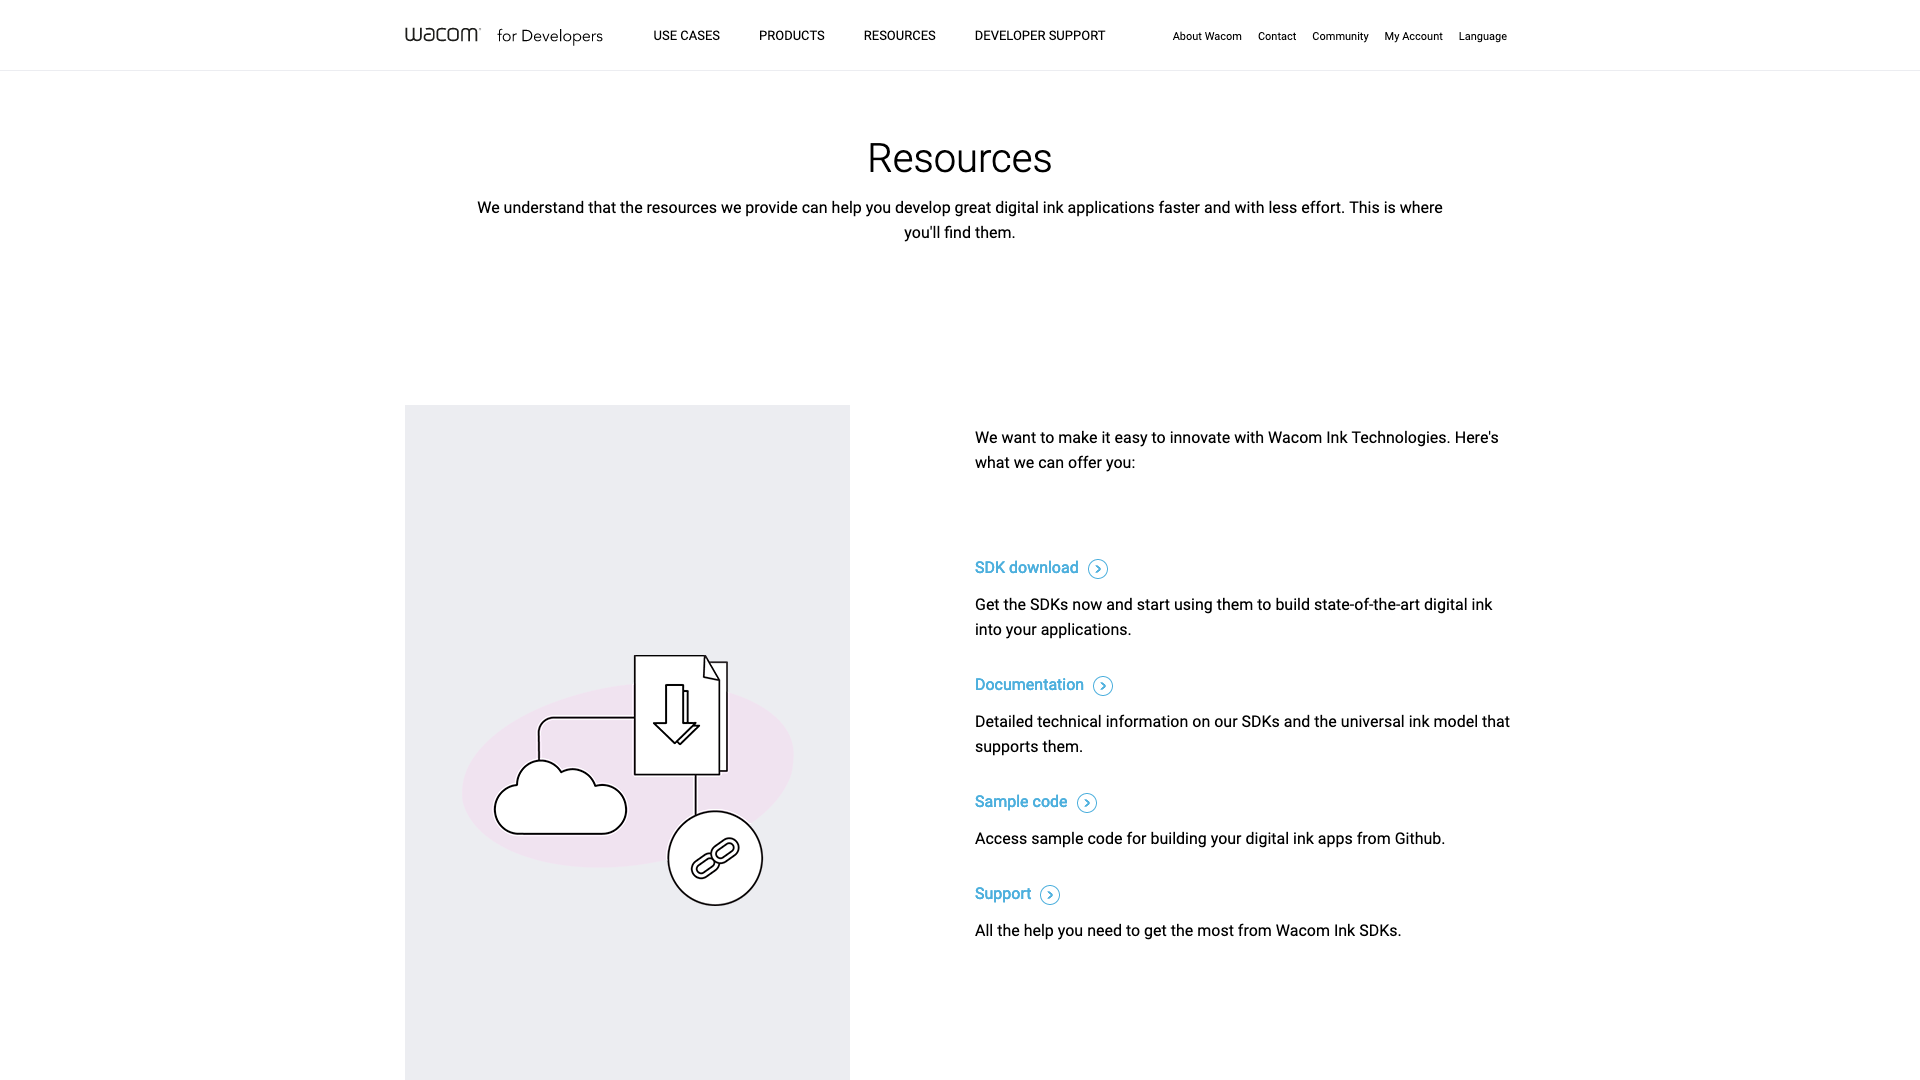 wacom for Developers
USE CASES PRODUCTS RESOURCES DEVELOPER SUPPORT
About Wacom Contact Community My Account Language
Resources
We understand that the resources we provide can help you develop great digital ink applications faster and with less effort. This is where
you'll find them.
We want to make it easy to innovate with Wacom Ink Technologies. Here's
what we can offer you:
SDK download
Get the SDKs now and start using them to build state-of-the-art digital ink
into your applications.
Documentation
Detailed technical information on our SDKs and the universal ink model that
supports them.
Sample code
Access sample code for building your digital ink apps from Github.
Support
All the help you need to get the most from Wacom Ink SDKs.